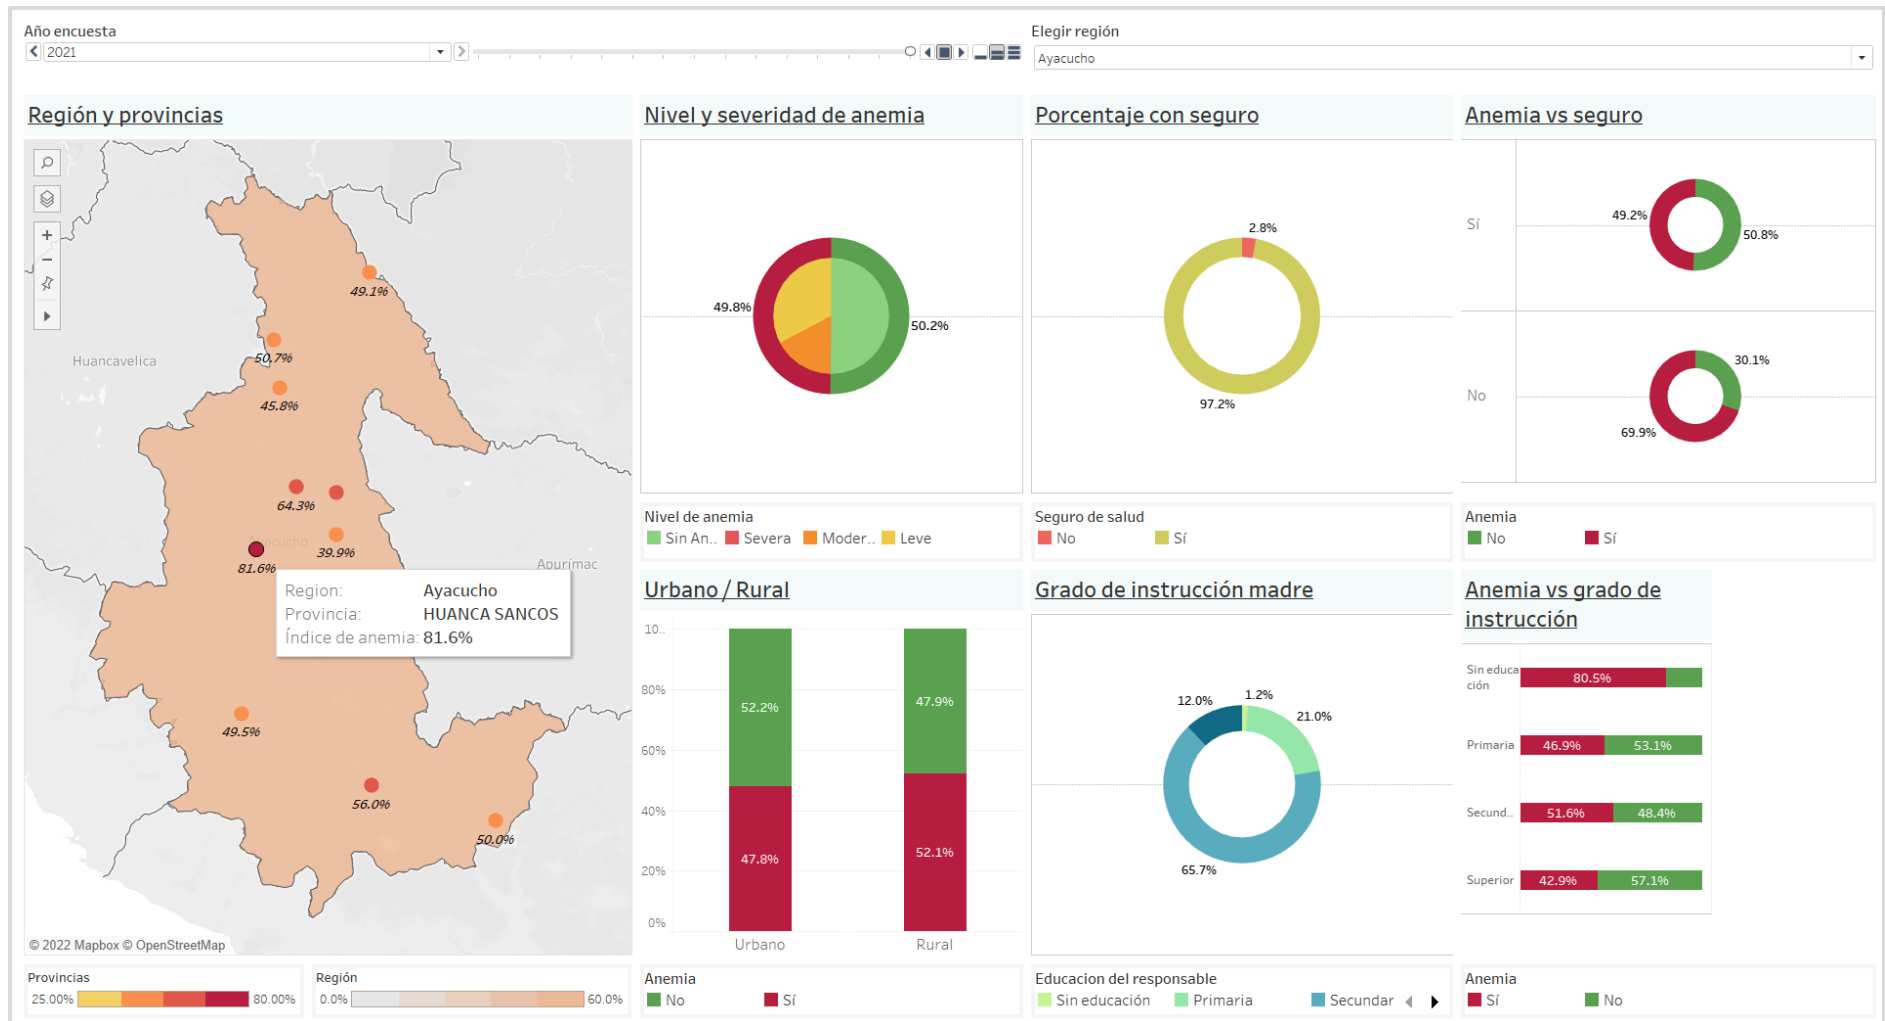 Año encuesta
2021
Elegir región
Ayacucho
Región y provincias
Huancavelica
Ayacucho
Apurímac
49.1%
50.7%
45.8%
64.3%
39.9%
81.6%
Region: Ayacucho
Provincia: HUANCA SANCOS
Índice de anemia: 81.6%
49.5%
56.0%
50.0%
© 2022 Mapbox © OpenStreetMap
Provincias
25.00% 80.00%
Región
0.0% 60.0%
Nivel y severidad de anemia
49.8%
50.2%
Nivel de anemia
Sin An.. Severa Moder.. Leve
Porcentaje con seguro
2.8%
97.2%
Seguro de salud
No Sí
Anemia vs seguro
Sí
49.2%
50.8%
No
30.1%
69.9%
Anemia
No Sí
Urbano / Rural
10..
80%
60%
40%
20%
0%
52.2%
47.8%
47.9%
52.1%
Urbano Rural
Anemia
No Sí
Grado de instrucción madre
12.0%
1.2%
21.0%
65.7%
Educacion del responsable
Sin educación Primaria Secundar
Anemia vs grado de
instrucción
Sin educa
ción
80.5%
Primaria 46.9% 53.1%
Secund.. 51.6% 48.4%
Superior 42.9% 57.1%
Anemia
Sí No